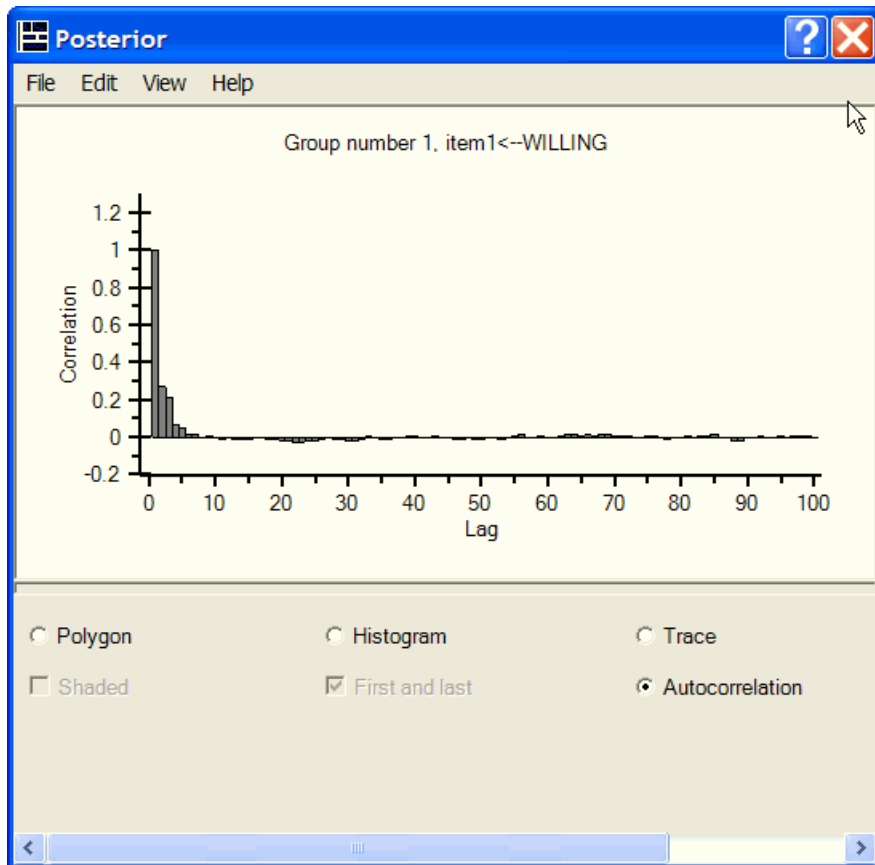 Posterior
File Edit View Help
Group number 1, item1<--WILLING
1.2
1
0.8
0.6
0.4
0.2
0
-0.2
Correlation
0 10 20 30 40 50 60 70 80 90 100
Lag
Polygon Histogram Trace
Shaded First and last Autocorrelation